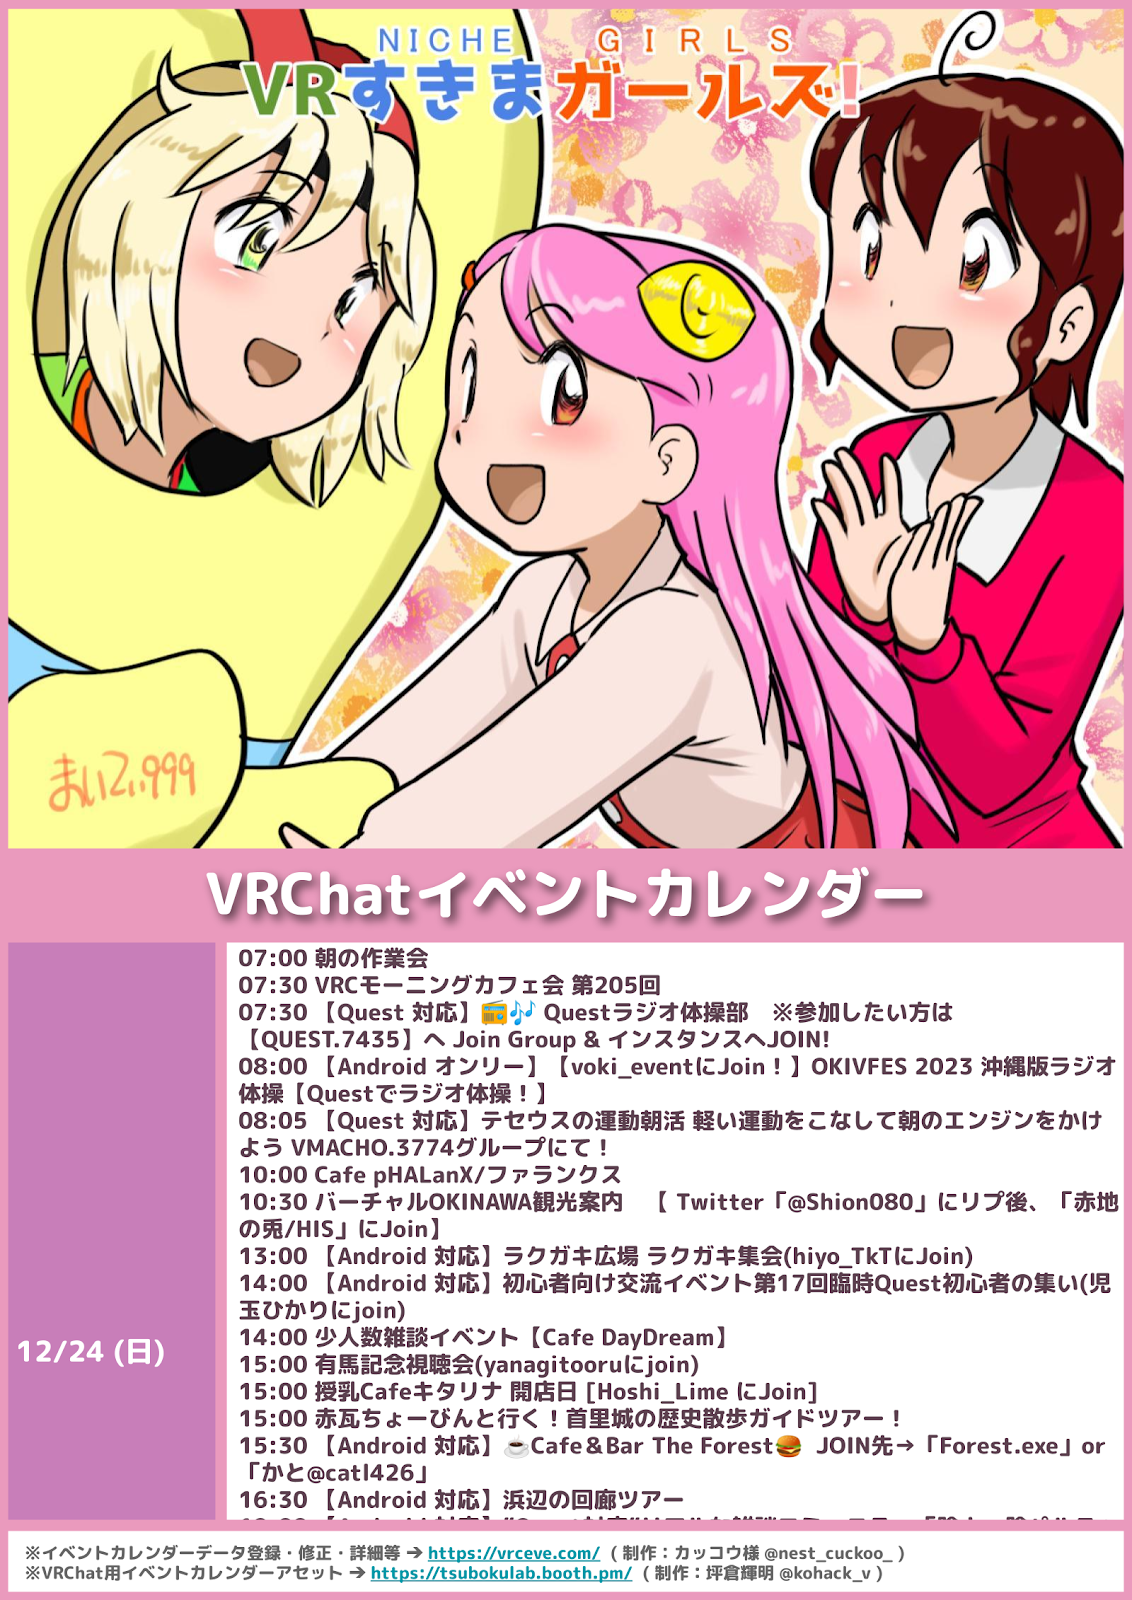 NICHE GIRLS
VRすきまガールズ!
まいてい999
VRChatイベントカレンダー
12/24 (日)
07:00 朝の作業会
07:30 VRCモーニングカフェ会 第205回
07:30 【Quest 対応】📻🎶 Questラジオ体操部　※参加したい方は
【QUEST.7435】へ Join Group & インスタンスへJOIN!
08:00 【Android オンリー】【voki_eventにJoin！】OKIVFES 2023 沖縄版ラジオ
体操【Questでラジオ体操！】
08:05 【Quest 対応】テセウスの運動朝活 軽い運動をこなして朝のエンジンをかけ
よう VMACHO.3774グループにて！
10:00 Cafe pHALanX/ファランクス
10:30 バーチャルOKINAWA観光案内　【 Twitter「@Shion080」にリプ後、「赤地
の兎/HIS」にJoin】
13:00 【Android 対応】ラクガキ広場 ラクガキ集会(hiyo_TkTにJoin)
14:00 【Android 対応】初心者向け交流イベント第17回臨時Quest初心者の集い(児
玉ひかりにjoin)
14:00 少人数雑談イベント【Cafe DayDream】
15:00 有馬記念視聴会(yanagitooruにjoin)
15:00 授乳Cafeキタリナ 開店日 [Hoshi_Lime にJoin]
15:00 赤瓦ちょーびんと行く！首里城の歴史散歩ガイドツアー！
15:30 【Android 対応】☕Cafe＆Bar The Forest🍔 JOIN先→「Forest.exe」or
「かと@catl426」
16:30 【Android 対応】浜辺の回廊ツアー
※イベントカレンダーデータ登録・修正・詳細等 ➔ https://vrceve.com/ ( 制作：カッコウ様 @nest_cuckoo_ )
※VRChat用イベントカレンダーアセット ➔ https://tsubokulab.booth.pm/ ( 制作：坪倉輝明 @kohack_v )